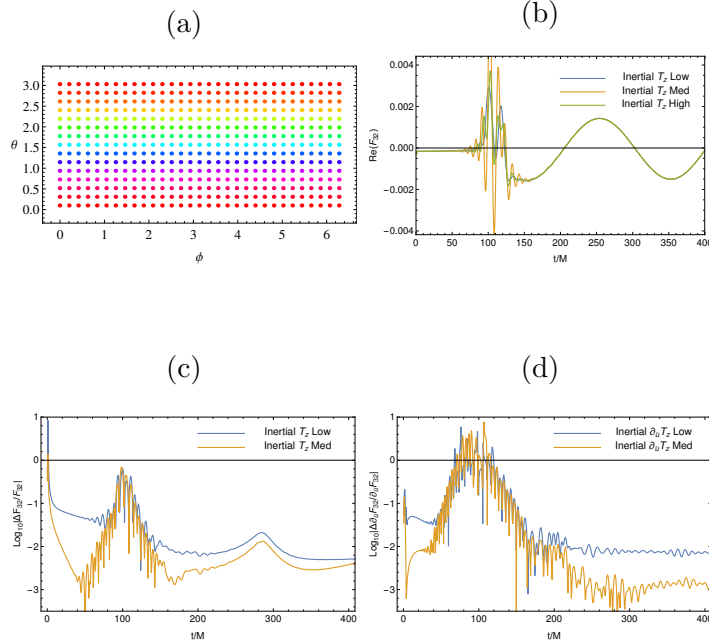 (a)
3.0
2.5
2.0
θ
1.5
1.0
0.5
0.0
0 1 2 3 4 5 6
ϕ
(b)
0.004
0.002
Re(F32)
0.000
-0.002
-0.004
Inertial Tz Low
Inertial Tz Med
Inertial Tz High
0 50 100 150 200 250 300 350 400
t/M
(c)
1
0
-1
Log10|ΔF32/F32|
-2
-3
Inertial Tz Low
Inertial Tz Med
0 100 200 300 400
t/M
(d)
1
0
-1
Log10|Δ∂ũF32/∂ũF32|
-2
-3
Inertial ∂ũTz Low
Inertial ∂ũTz Med
0 100 200 300 400
t/M